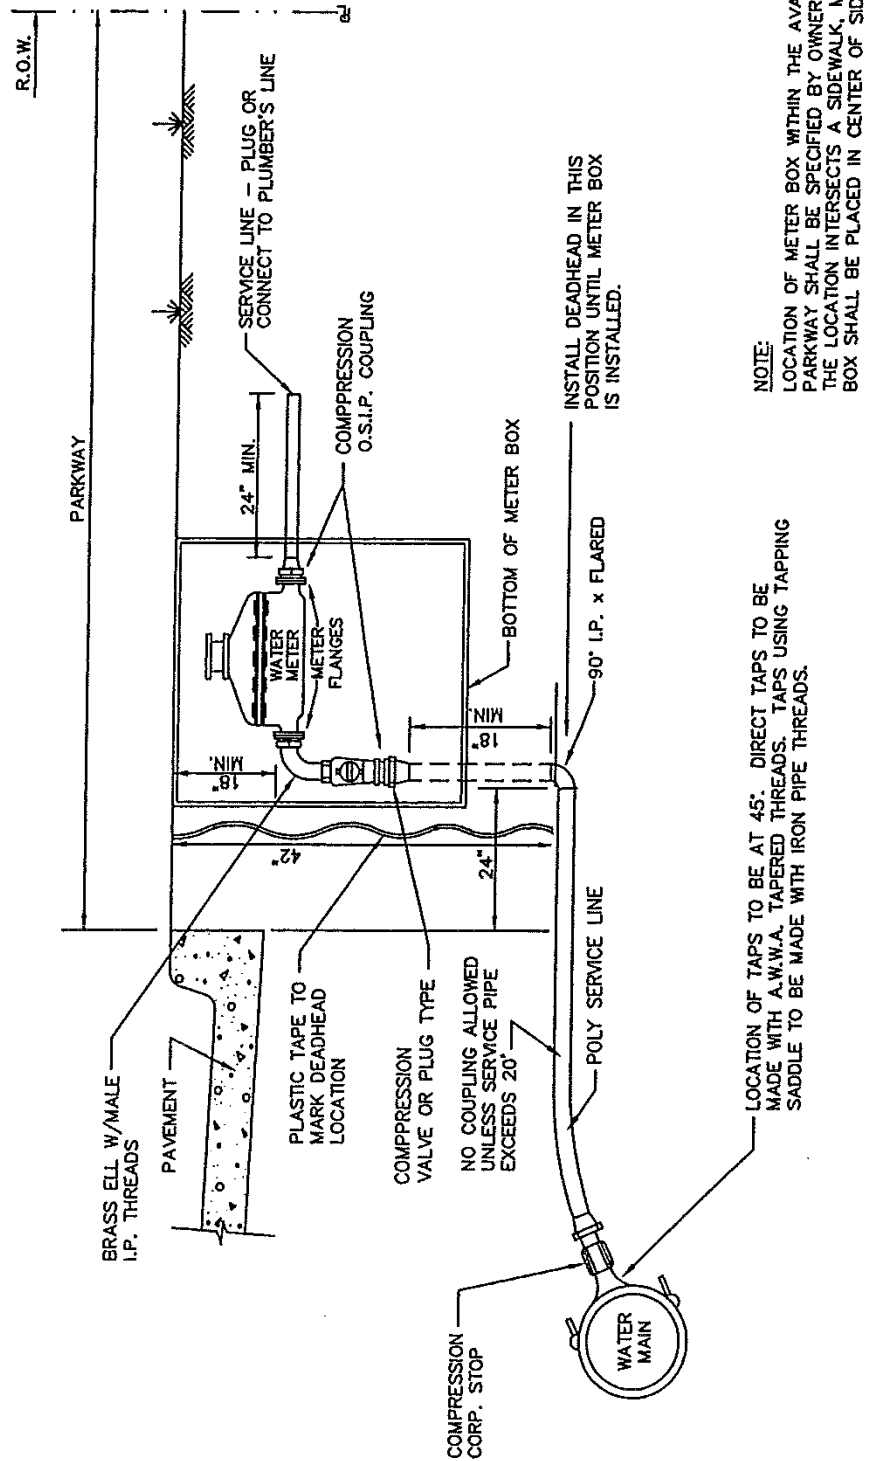 R.O.W.
PARKWAY
SERVICE LINE – PLUG OR
CONNECT TO PLUMBER'S LINE
24" MIN.
COMPPRESSION
O.S.I.P. COUPLING
WATER
METER
METER
FLANGES
BOTTOM OF METER BOX
INSTALL DEADHEAD IN THIS
POSITION UNTIL METER BOX
IS INSTALLED.
18"
MIN.
18"
MIN.
90° I.P. x FLARED
42"
24"
BRASS ELL W/MALE
I.P. THREADS
PAVEMENT
PLASTIC TAPE TO
MARK DEADHEAD
LOCATION
COMPPRESSION
VALVE OR PLUG TYPE
NO COUPLING ALLOWED
UNLESS SERVICE PIPE
EXCEEDS 20'
POLY SERVICE LINE
COMPRESSION
CORP. STOP
WATER
MAIN
LOCATION OF TAPS TO BE AT 45°. DIRECT TAPS TO BE
MADE WITH A.W.W.A. TAPERED THREADS. TAPS USING TAPPING
SADDLE TO BE MADE WITH IRON PIPE THREADS.
NOTE:
LOCATION OF METER BOX WITHIN THE
PARKWAY SHALL BE SPECIFIED BY OWNER
THE LOCATION INTERSECTS A SIDEWALK,
BOX SHALL BE PLACED IN CENTER OF